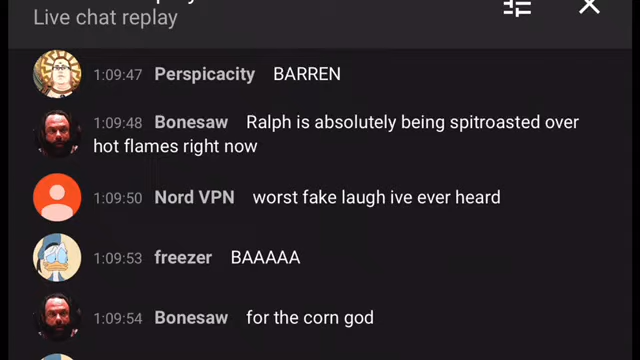 Live chat replay
1:09:47 Perspicacity BARREN
1:09:48 Bonesaw Ralph is absolutely being spitroasted over
hot flames right now
1:09:50 Nord VPN worst fake laugh ive ever heard
1:09:53 freezer BAAAAA
1:09:54 Bonesaw for the corn god